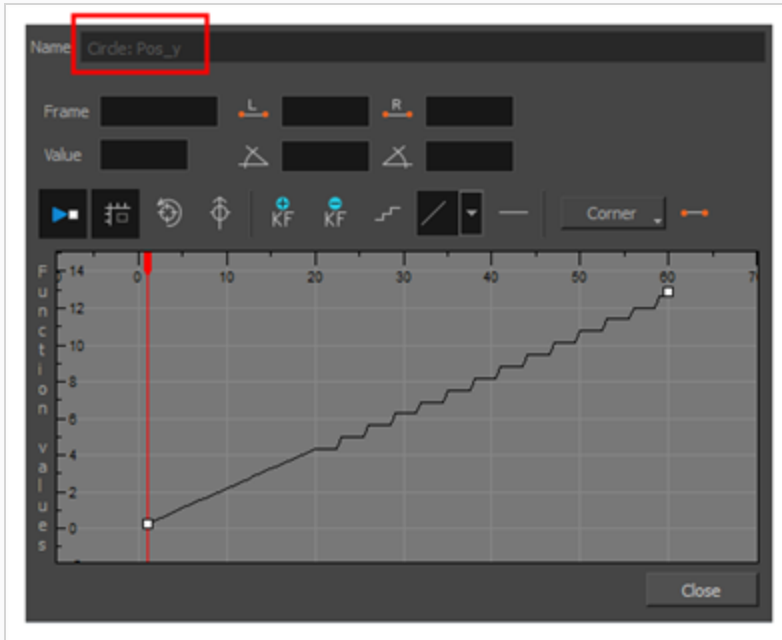 Name Circle: Pos_y
Frame L R
Value
KF KF Corner
Function values
14 0 10 20 30 40 50 60 70
12
10
8
6
4
2
0
Close